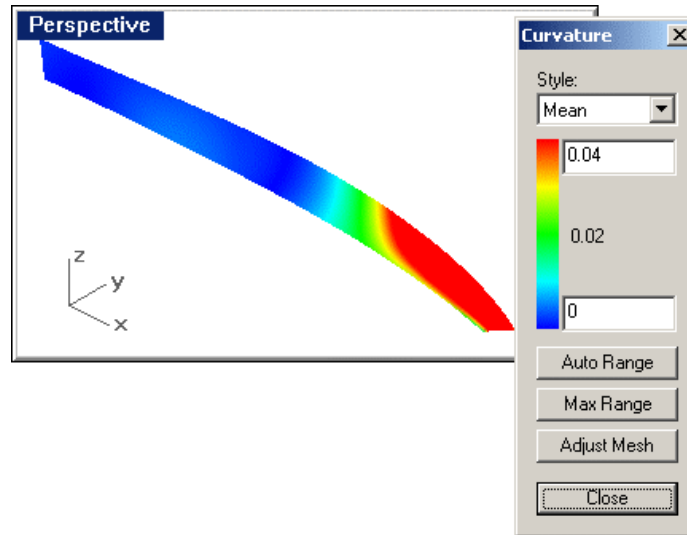 Perspective
z
y
x
Curvature
Style:
Mean
0.04
0.02
0
Auto Range
Max Range
Adjust Mesh
Close